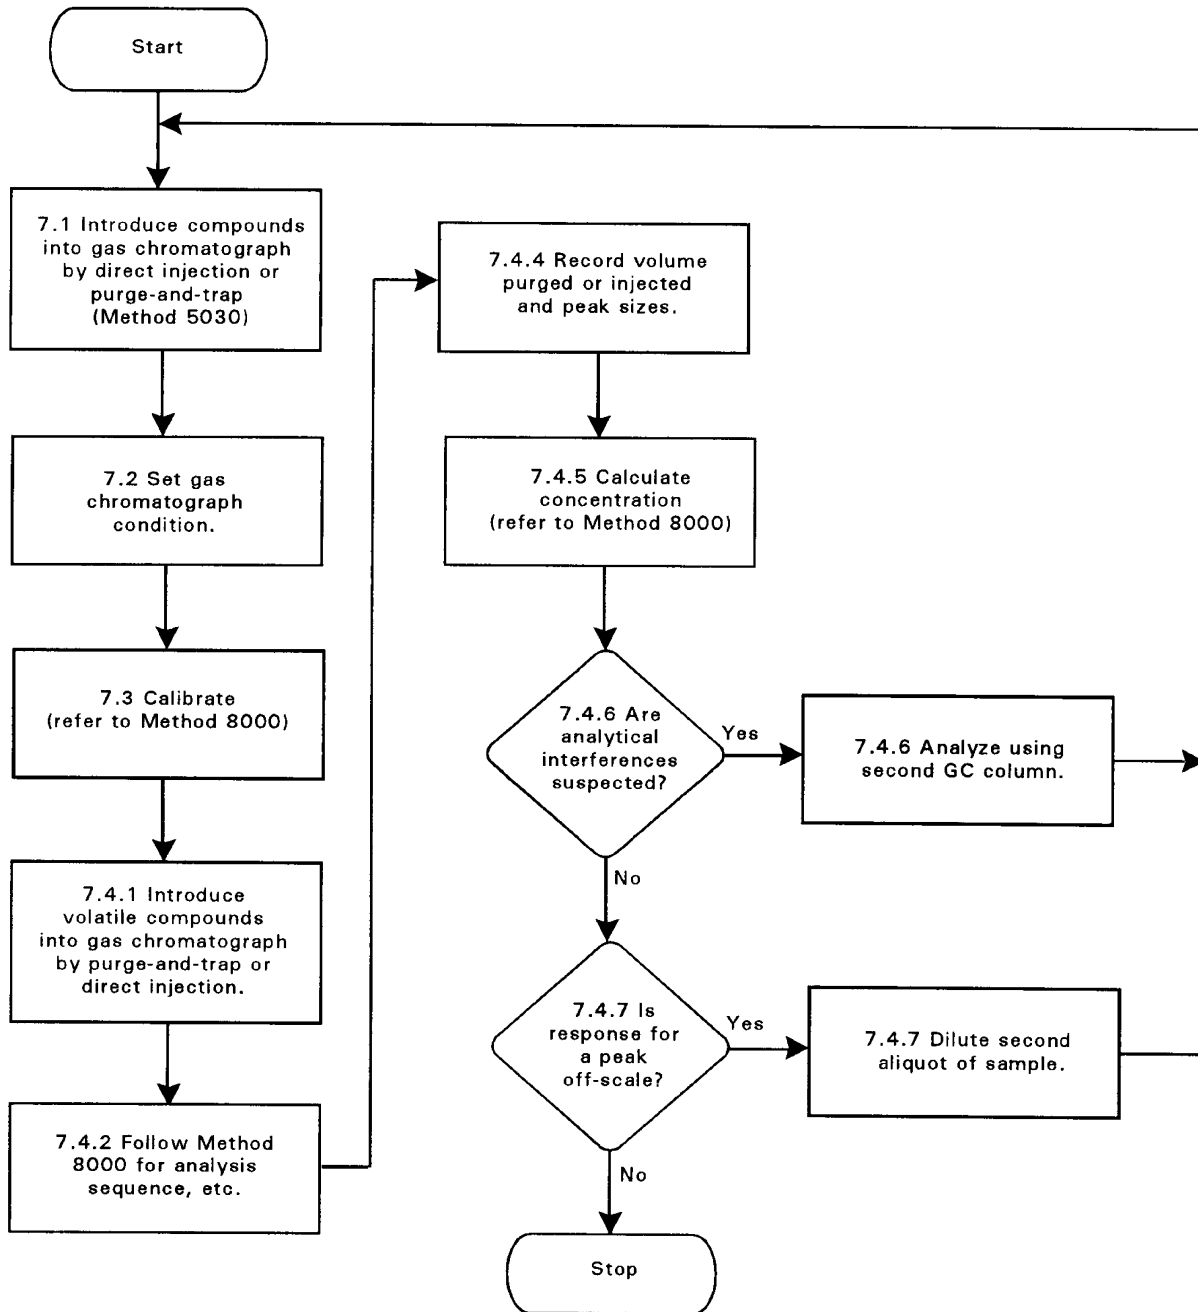 Start
7.1 Introduce compounds
into gas chromatograph
by direct injection or
purge-and-trap
(Method 5030)
7.2 Set gas
chromatograph
condition.
7.3 Calibrate
(refer to Method 8000)
7.4.1 Introduce
volatile compounds
into gas chromatograph
by purge-and-trap or
direct injection.
7.4.2 Follow Method
8000 for analysis
sequence, etc.
7.4.4 Record volume
purged or injected
and peak sizes.
7.4.5 Calculate
concentration
(refer to Method 8000)
7.4.6 Are
analytical
interferences
suspected?
Yes
7.4.6 Analyze using
second GC column.
No
7.4.7 Is
response for
a peak
off-scale?
Yes
7.4.7 Dilute second
aliquot of sample.
No
Stop